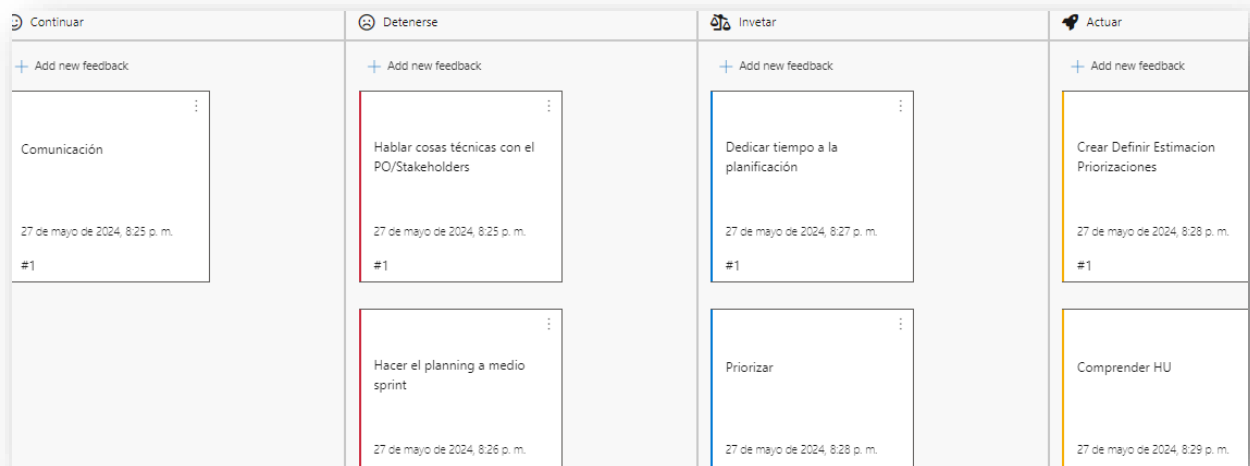 Continuar
Detenerse
Invetar
Actuar
Add new feedback
Add new feedback
Add new feedback
Add new feedback
Comunicación
27 de mayo de 2024, 8:25 p. m.
#1
Hablar cosas técnicas con el
PO/Stakeholders
27 de mayo de 2024, 8:25 p. m.
#1
Dedicar tiempo a la
planificación
27 de mayo de 2024, 8:27 p. m.
#1
Crear Definir Estimacion
Priorizaciones
27 de mayo de 2024, 8:28 p. m.
#1
Hacer el planning a medio
sprint
27 de mayo de 2024, 8:26 p. m.
Priorizar
27 de mayo de 2024, 8:28 p. m.
Comprender HU
27 de mayo de 2024, 8:29 p. m.